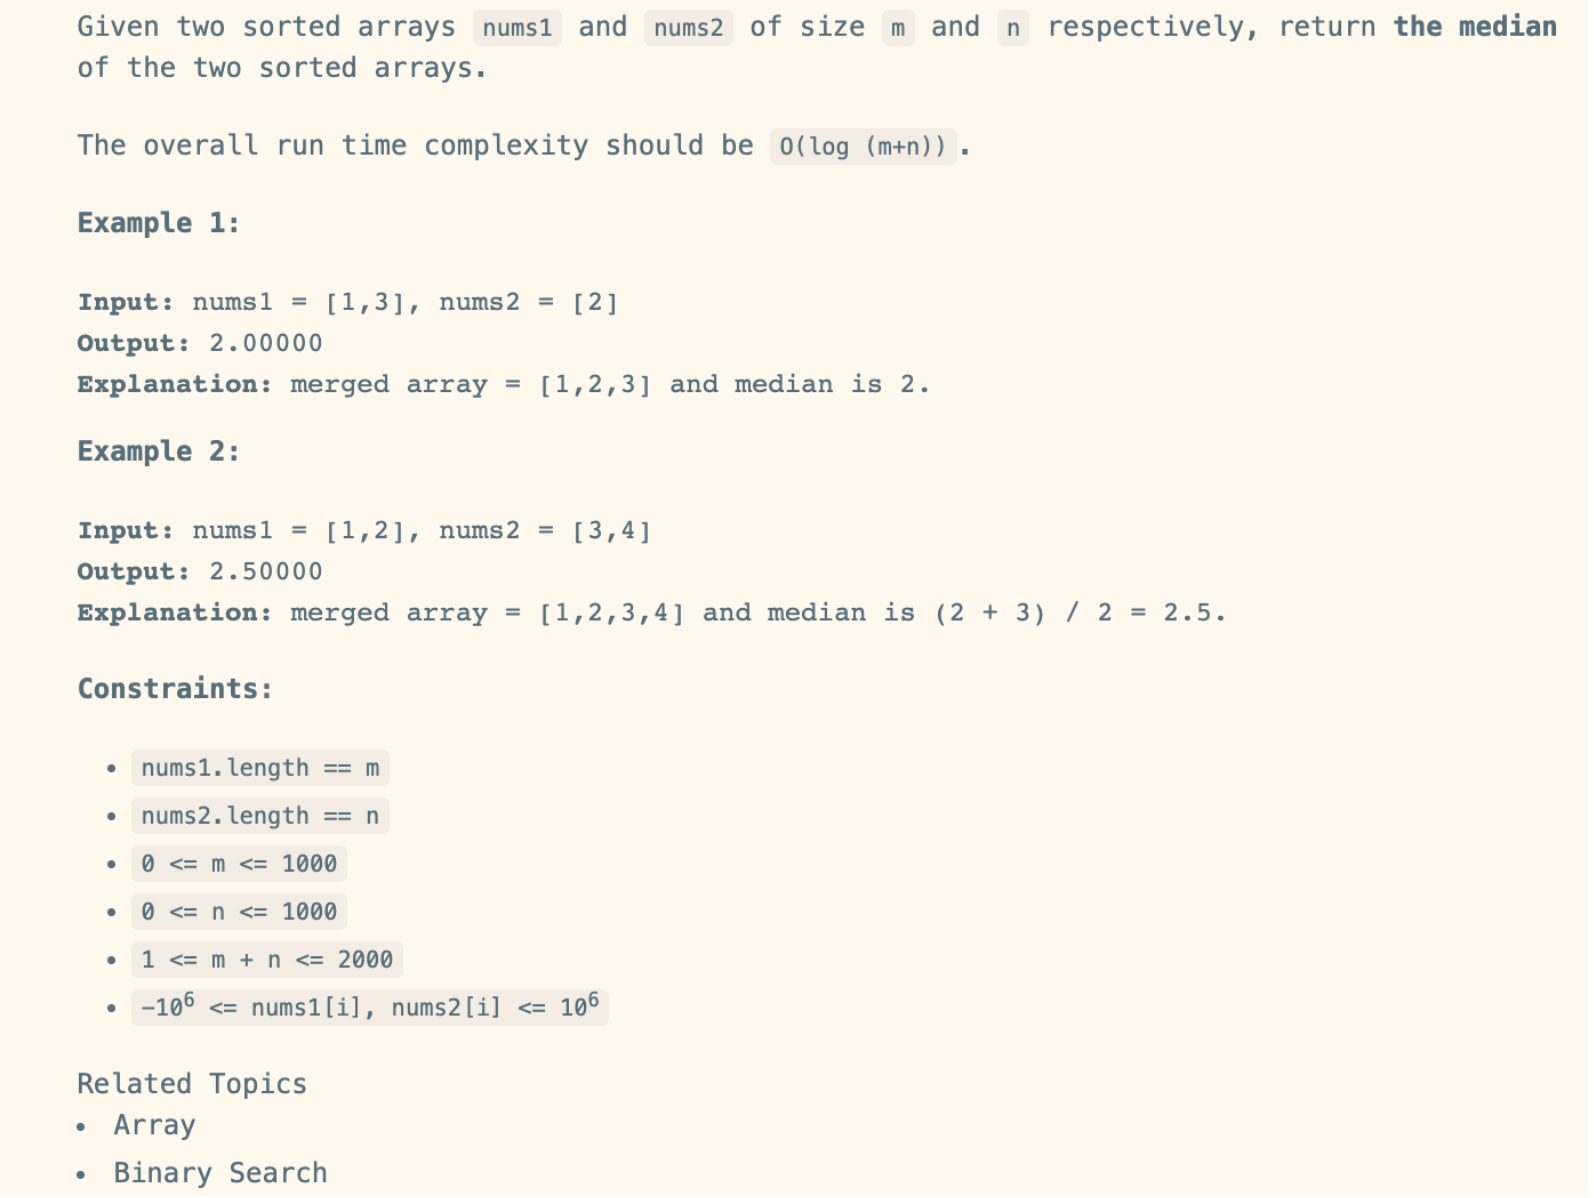 Given two sorted arrays nums1 and nums2 of size m and n respectively, return the median
of the two sorted arrays.
The overall run time complexity should be O(log (m+n)).
Example 1:
Input: nums1 = [1,3], nums2 = [2]
Output: 2.00000
Explanation: merged array = [1,2,3] and median is 2.
Example 2:
Input: nums1 = [1,2], nums2 = [3,4]
Output: 2.50000
Explanation: merged array = [1,2,3,4] and median is (2 + 3) / 2 = 2.5.
Constraints:
• nums1.length == m
• nums2.length == n
• 0 <= m <= 1000
• 0 <= n <= 1000
• 1 <= m + n <= 2000
• −10⁶ <= nums1[i], nums2[i] <= 10⁶
Related Topics
• Array
• Binary Search